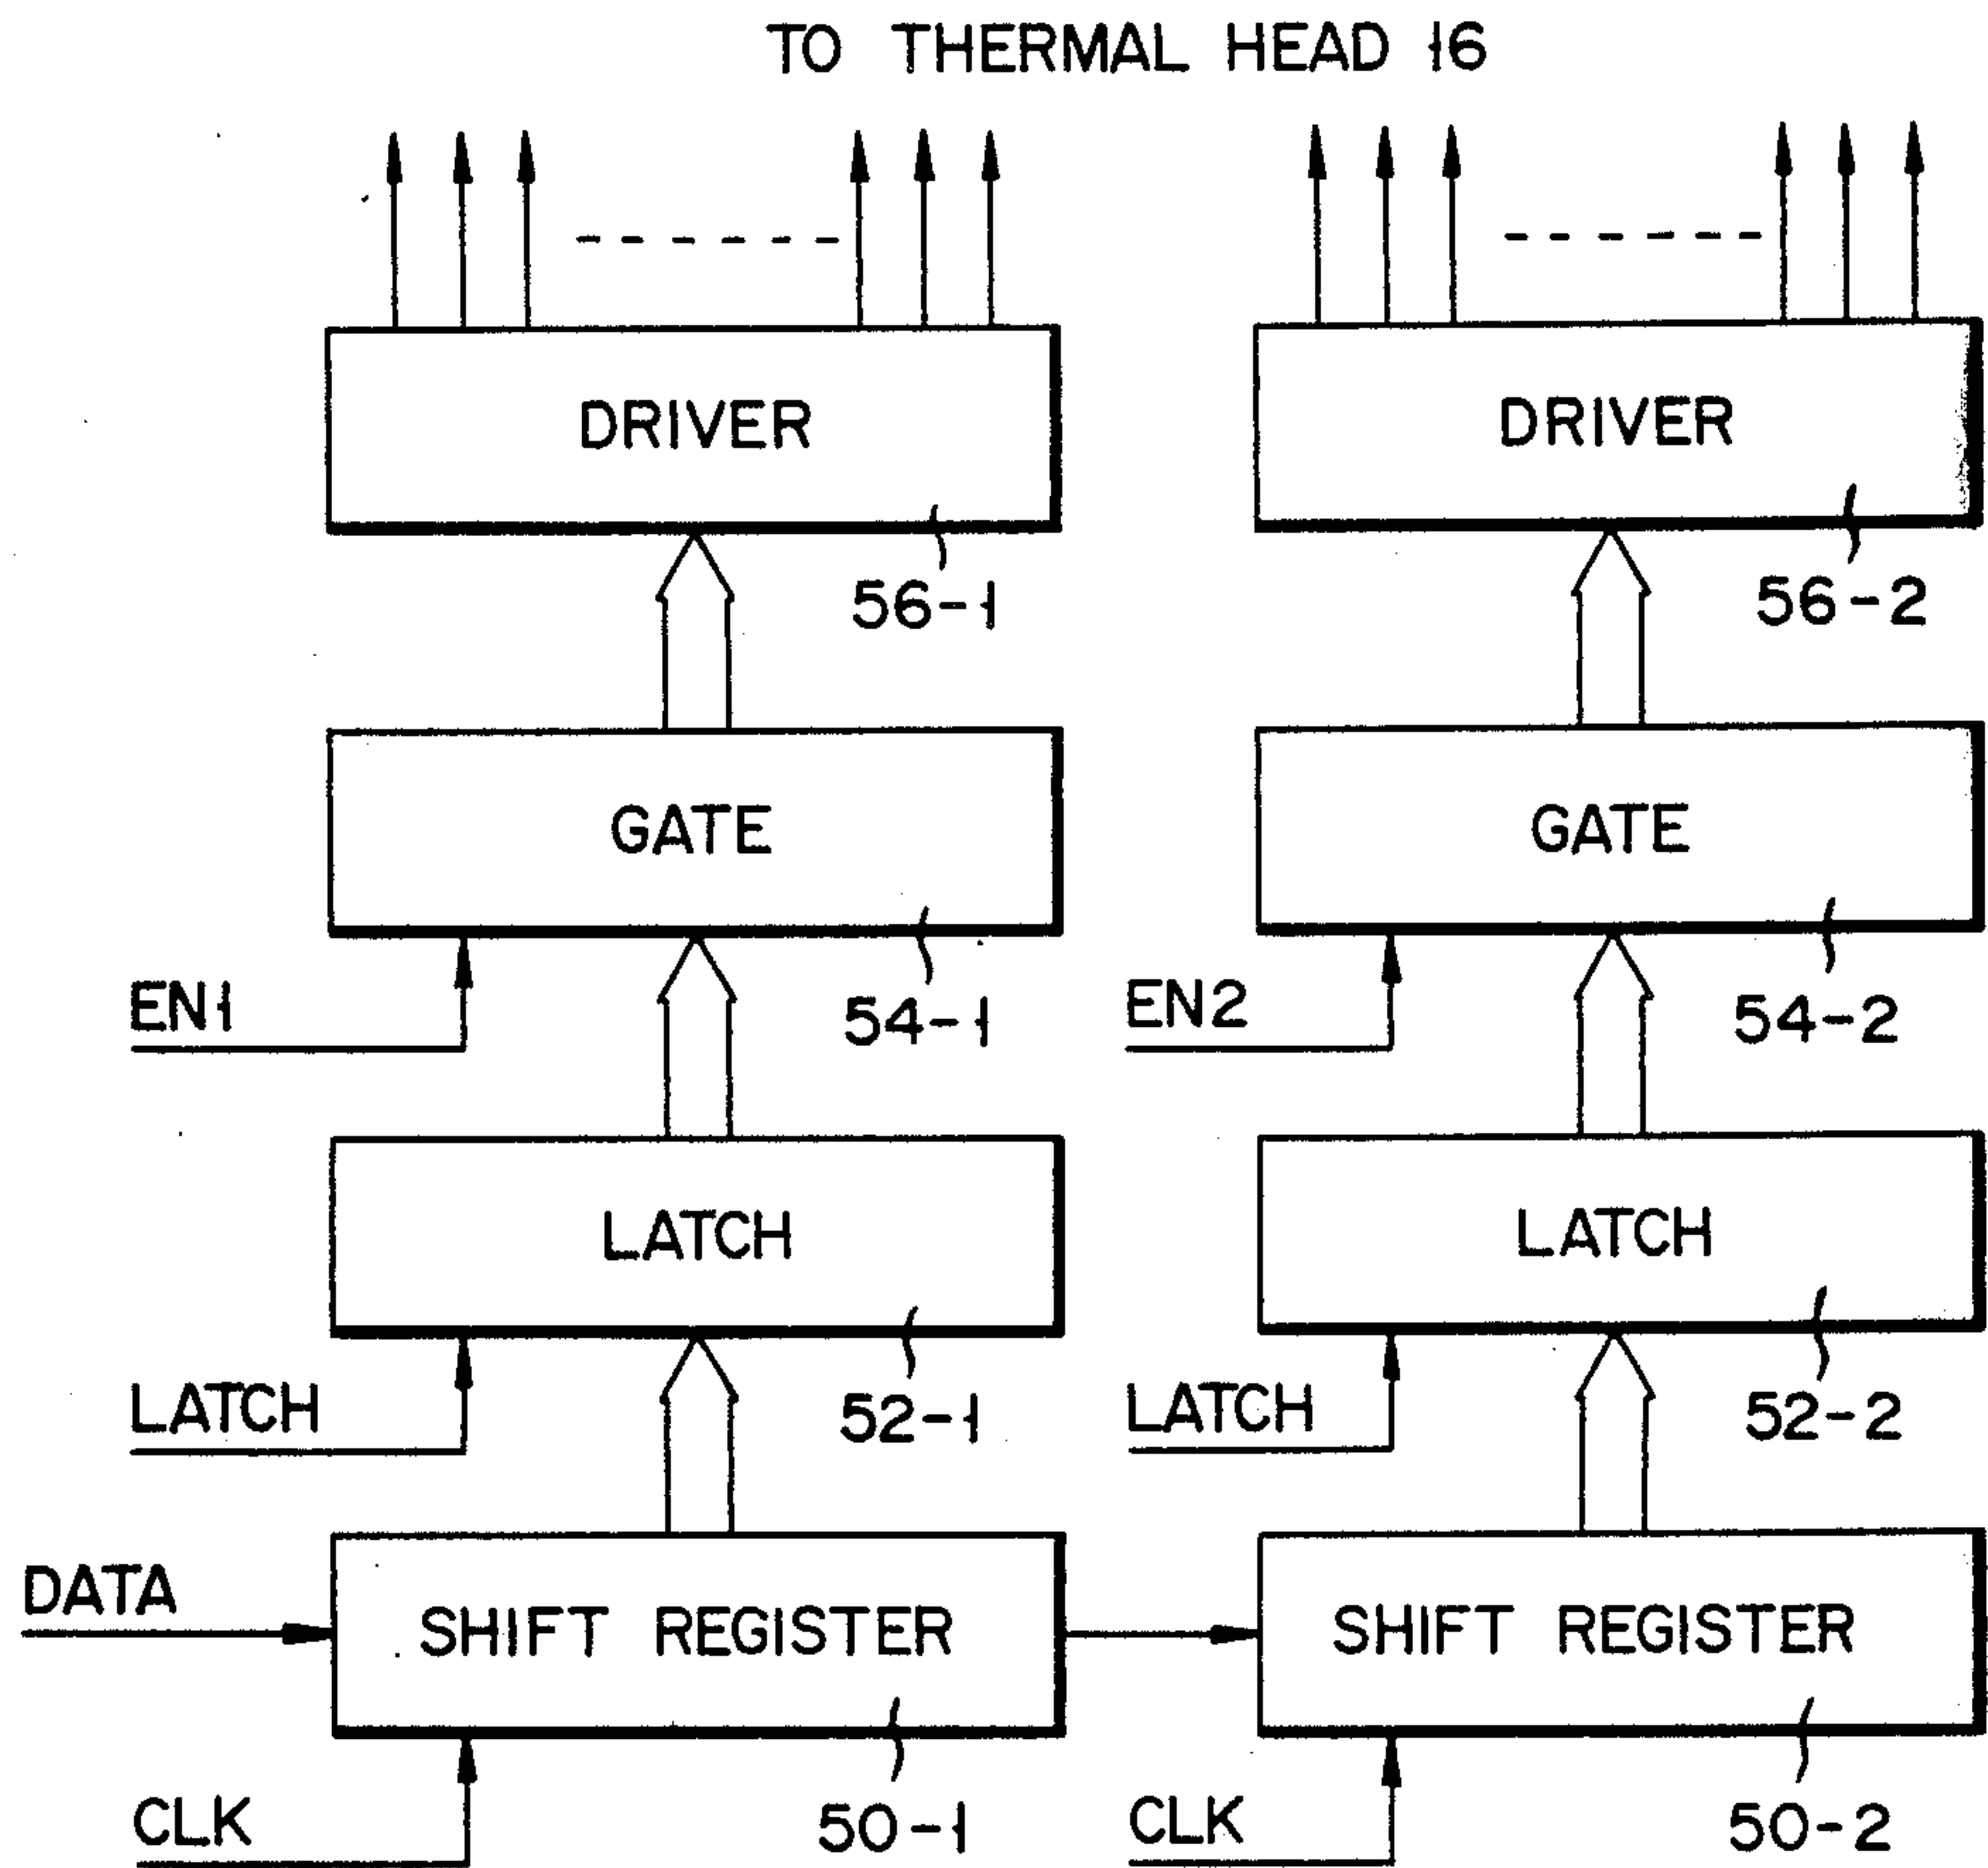 TO THERMAL HEAD 16
DRIVER
DRIVER
56-1
56-2
GATE
GATE
EN1
54-1
EN2
54-2
LATCH
LATCH
LATCH
52-1
LATCH
52-2
DATA
SHIFT REGISTER
SHIFT REGISTER
CLK
50-1
CLK
50-2